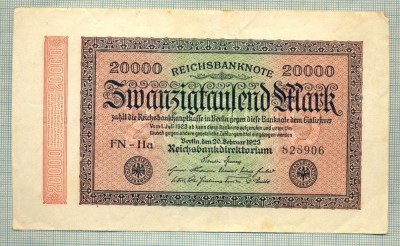 REICHSBANKNOTE
20000 20000
Zwanzigtausend Mark
zahlt die Reichsbankhauptkasse in Berlin gegen diese Banknote dem Einlieferer
Vom 1. Juli 1923 ab kann diese Banknote aufgerufen und unter Um-
tausch gegen andere gesetzliche Zahlungsmittel eingezogen werden
Berlin, den 20. Februar 1923
FN - Ha Reichsbankdirektorium 828906
200000